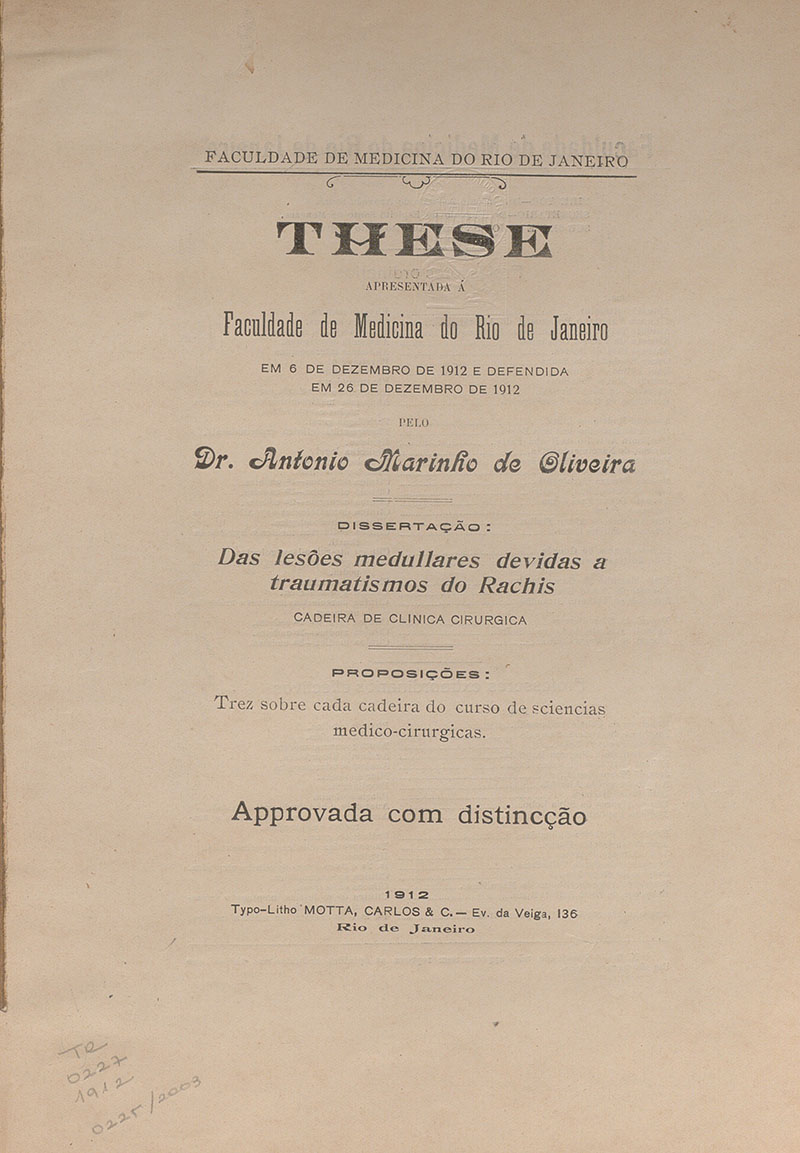 FACULDADE DE MEDICINA DO RIO DE JANEIRO
THESE
APRESENTADA Á
Faculdade de Medicina do Rio de Janeiro
EM 6 DE DEZEMBRO DE 1912 E DEFENDIDA
EM 26 DE DEZEMBRO DE 1912
PELO
Dr. Antonio Marinho de Oliveira
DISSERTAÇÃO:
Das lesões medullares devidas a
traumatismos do Rachis
CADEIRA DE CLINICA CIRURGICA
PROPOSIÇÕES:
Trez sobre cada cadeira do curso de sciencias
medico-cirurgicas.
Approvada com distincção
1912
Typo-Litho MOTTA, CARLOS & C.— Ev. da Veiga, 136
Rio de Janeiro
0227
1912
0225/2003